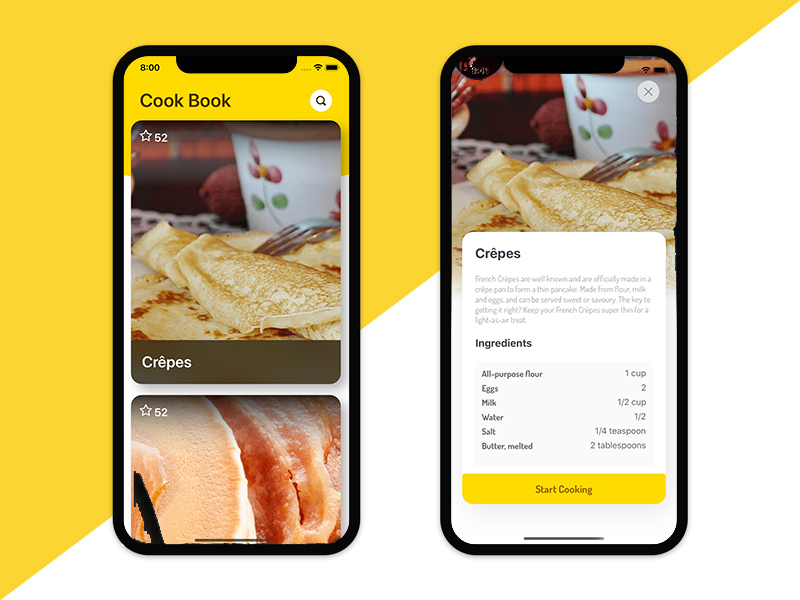 8:00
Cook Book
52
Crêpes
52
9:41
Crêpes
French Crêpes are well known and are officially made in a
crêpe pan to form a thin pancake. Made from flour, milk
and eggs, and can be served sweet or savoury. The key to
getting it right? Keep your French Crêpes super thin for a
light-as-air treat.
Ingredients
All-purpose flour 1 cup
Eggs 2
Milk 1/2 cup
Water 1/2
Salt 1/4 teaspoon
Butter, melted 2 tablespoons
Start Cooking